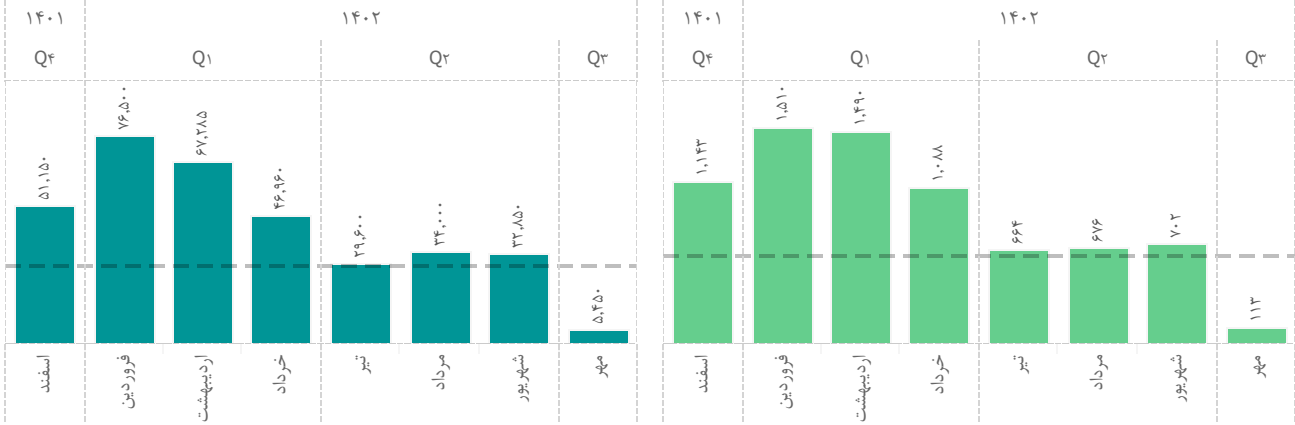 ۱۴۰۱ ۱۴۰۲
Q۴ Q۱ Q۲ Q۳
۵۱,۱۵۰ ۷۶,۵۰۰ ۶۷,۲۸۵ ۴۶,۹۶۰ ۲۹,۶۰۰ ۳۴,۰۰۰ ۳۲,۸۵۰ ۵,۴۵۰
اسفند فروردین اردیبهشت خرداد تیر مرداد شهریور مهر
۱۴۰۱ ۱۴۰۲
Q۴ Q۱ Q۲ Q۳
۱,۱۴۳ ۱,۵۱۰ ۱,۴۹۰ ۱,۰۸۸ ۶۶۴ ۶۷۶ ۷۰۲ ۱۱۳
اسفند فروردین اردیبهشت خرداد تیر مرداد شهریور مهر